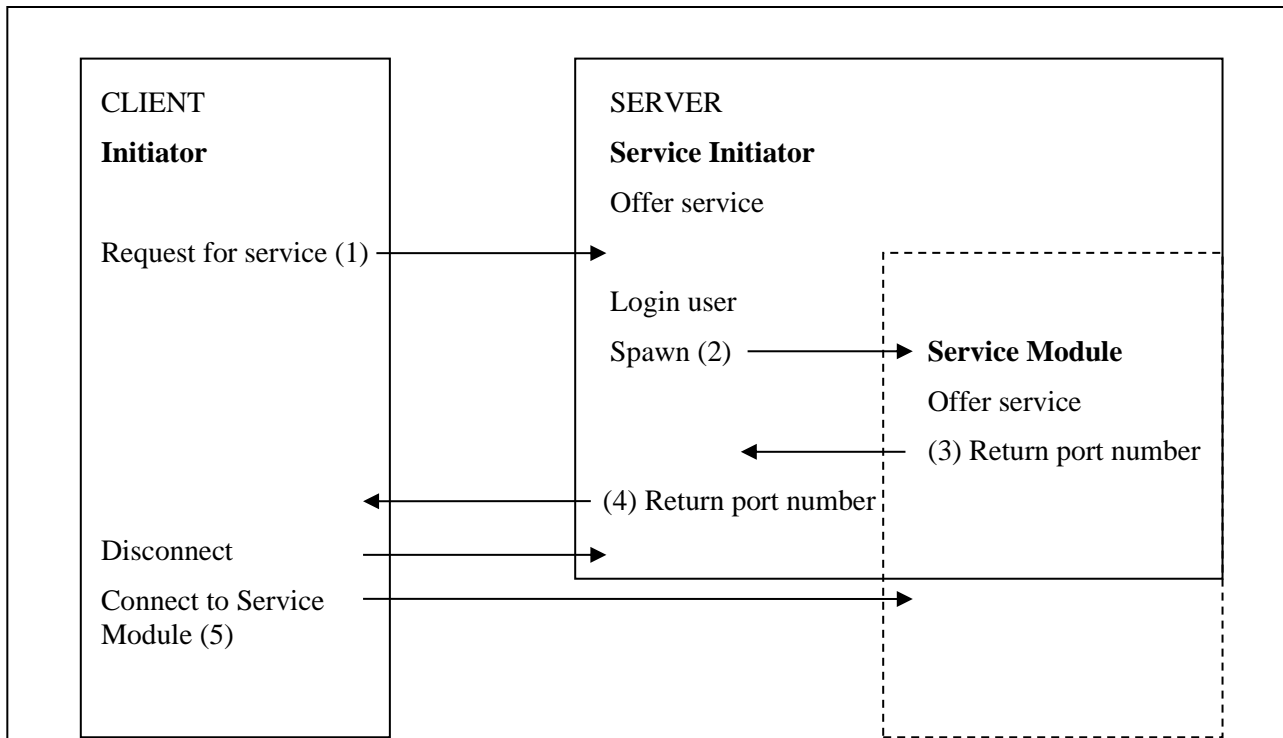 CLIENT
Initiator
Request for service (1)
Disconnect
Connect to Service
Module (5)
SERVER
Service Initiator
Offer service
Login user
Spawn (2)
Service Module
Offer service
(3) Return port number
(4) Return port number